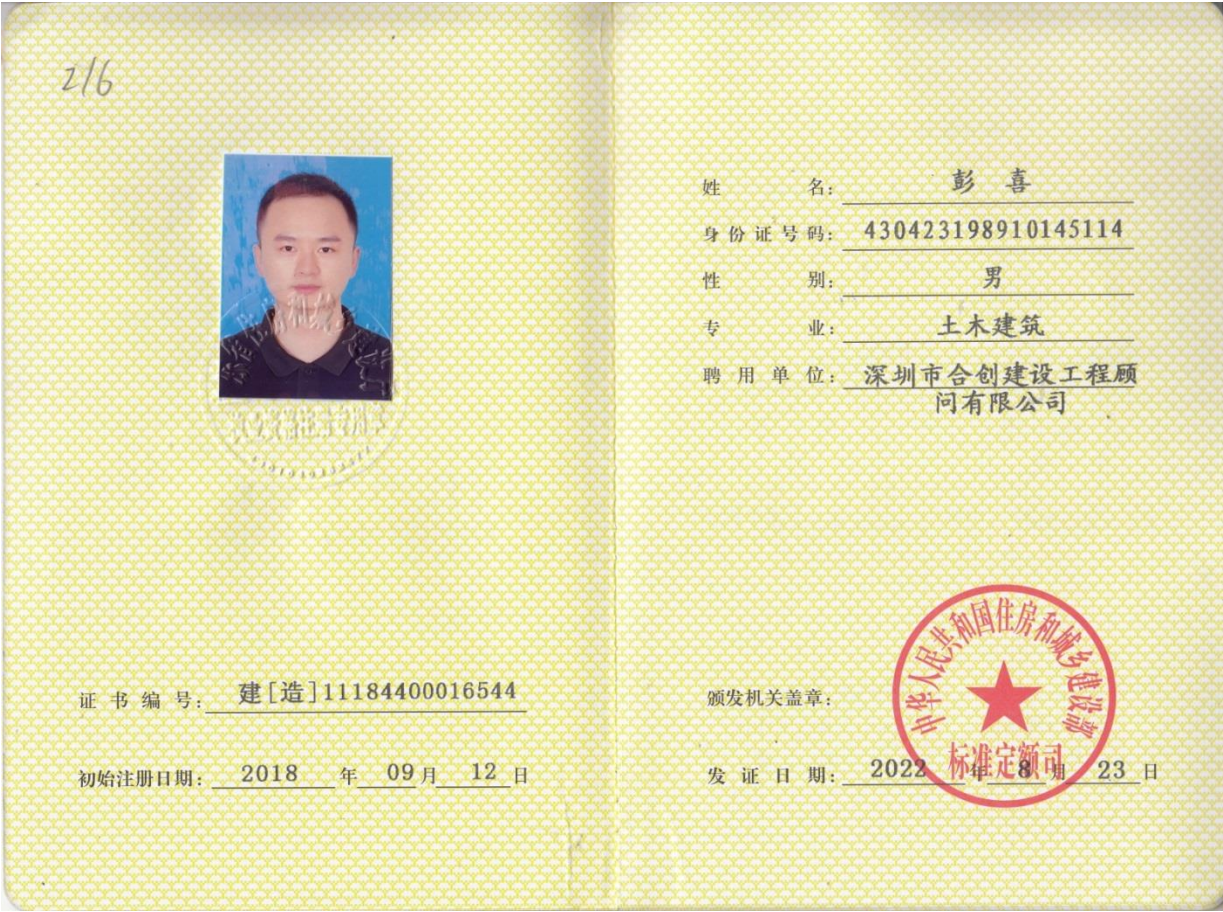 2/6
姓 名: 彭 喜
身份证号码: 430423198910145114
性 别: 男
专 业: 土木建筑
聘用单位: 深圳市合创建设工程顾
问有限公司
证书编号: 建[造]11184400016544
初始注册日期: 2018 年 09 月 12 日
颁发机关盖章:
中华人民共和国住房和城乡建设部
标准定额司
发证日期: 2022 年 8 月 23 日